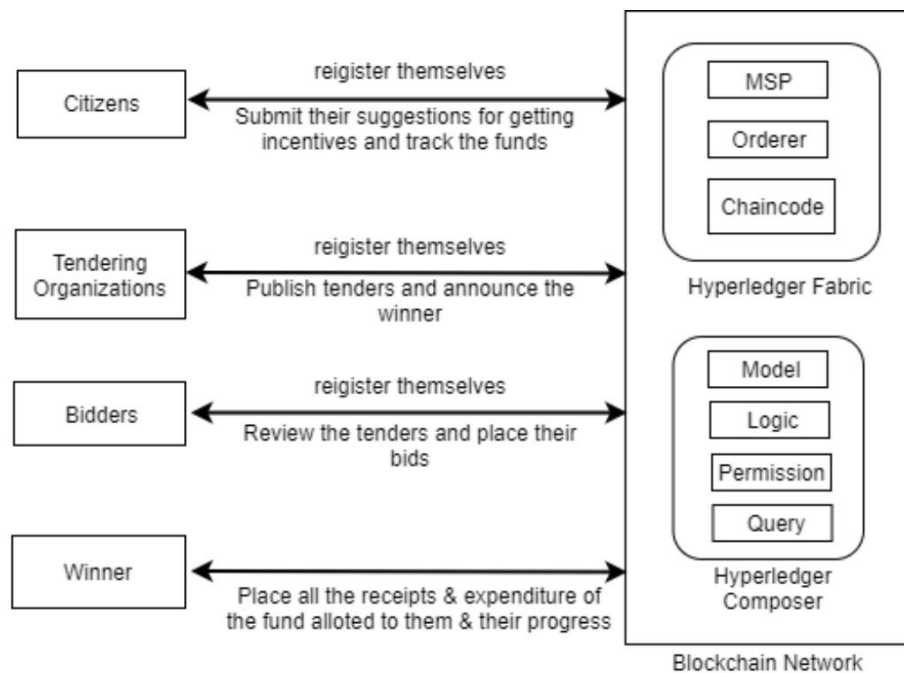 Citizens
reigister themselves
Submit their suggestions for getting
incentives and track the funds
Tendering
Organizations
reigister themselves
Publish tenders and announce the
winner
Bidders
reigister themselves
Review the tenders and place their
bids
Winner
Place all the receipts & expenditure of
the fund alloted to them & their progress
MSP
Orderer
Chaincode
Hyperledger Fabric
Model
Logic
Permission
Query
Hyperledger
Composer
Blockchain Network